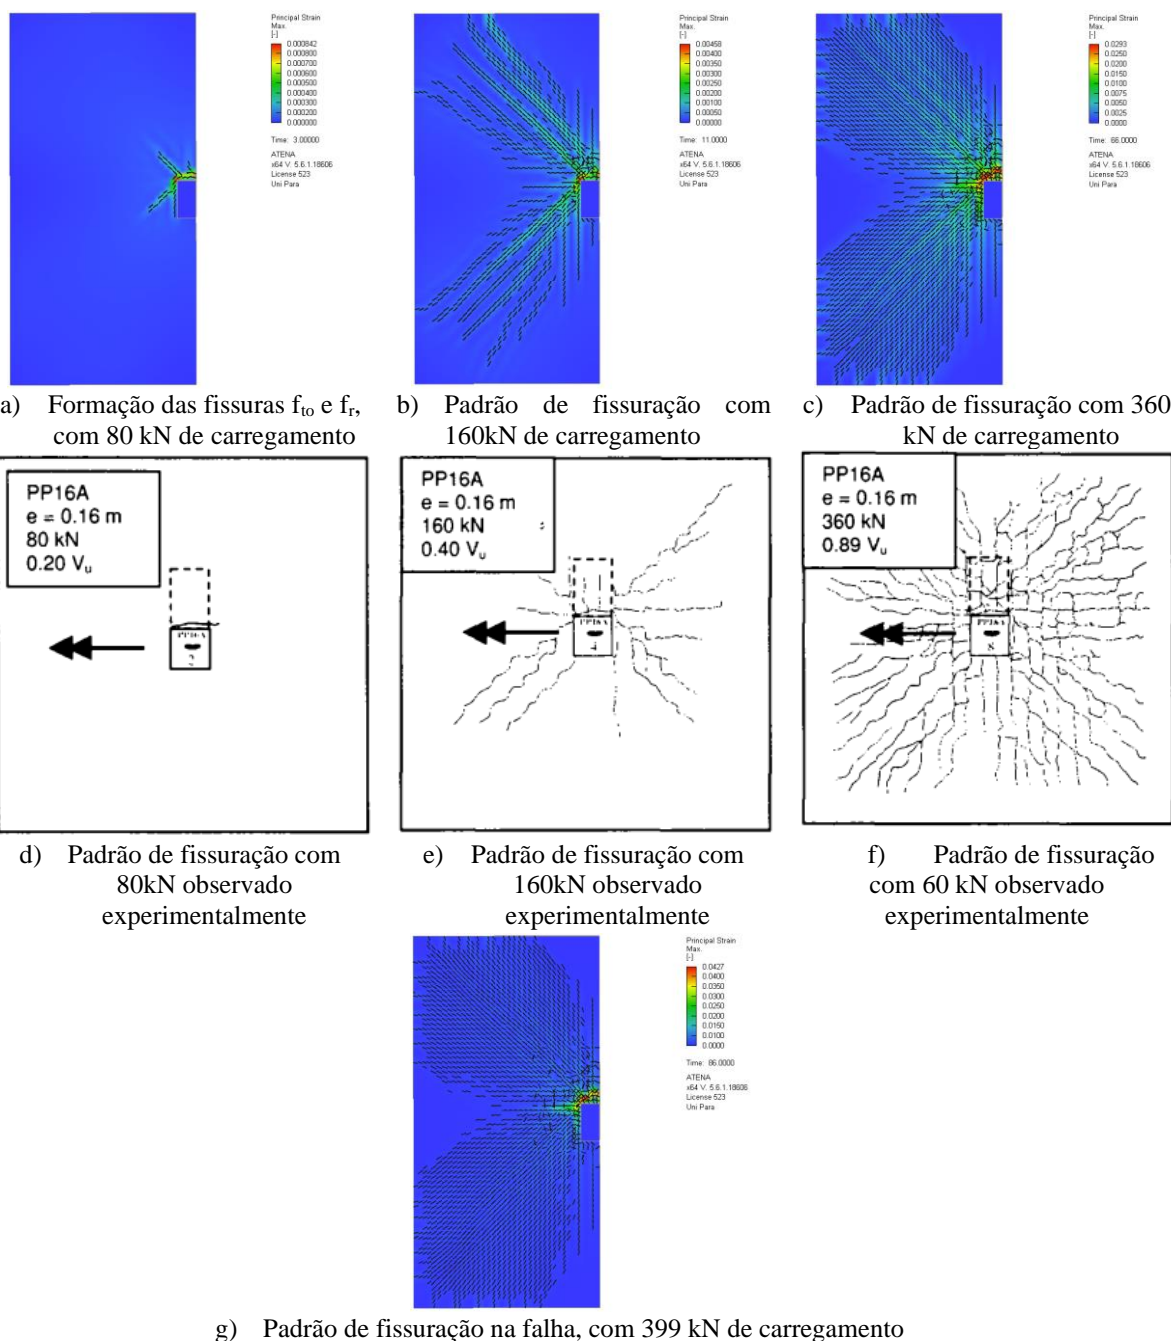 Principal Strain
Max.
[-]
0.000842
0.000800
0.000700
0.000600
0.000500
0.000400
0.000300
0.000200
0.000000
Time: 3.00000
ATENA
x64 V. 5.6.1.18606
License 523
Uni Para
Principal Strain
Max.
[-]
0.00458
0.00400
0.00350
0.00300
0.00250
0.00200
0.00100
0.00050
0.00000
Time: 11.0000
ATENA
x64 V. 5.6.1.18606
License 523
Uni Para
Principal Strain
Max.
[-]
0.0293
0.0250
0.0200
0.0150
0.0100
0.0075
0.0050
0.0025
0.0000
ATENA
x64 V. 5.6.1.18606
License 523
Uni Para
a) Formação das fissuras fto e fr,
com 80 kN de carregamento
b) Padrão de fissuração com
160kN de carregamento
c) Padrão de fissuração com 360
kN de carregamento
PP16A
e = 0.16 m
80 kN
0.20 Vu
PP16A
2
PP16A
e = 0.16 m
160 kN
0.40 Vu
PP16A
4
PP16A
e = 0.16 m
360 kN
0.89 Vu
PP16A
8
d) Padrão de fissuração com
80kN observado
experimentalmente
e) Padrão de fissuração com
160kN observado
experimentalmente
f) Padrão de fissuração
com 60 kN observado
experimentalmente
Principal Strain
Max.
[-]
0.0427
0.0400
0.0350
0.0300
0.0250
0.0200
0.0150
0.0100
0.0000
Time: 86.0000
ATENA
x64 V. 5.6.1.18606
License 523
Uni Para
g) Padrão de fissuração na falha, com 399 kN de carregamento